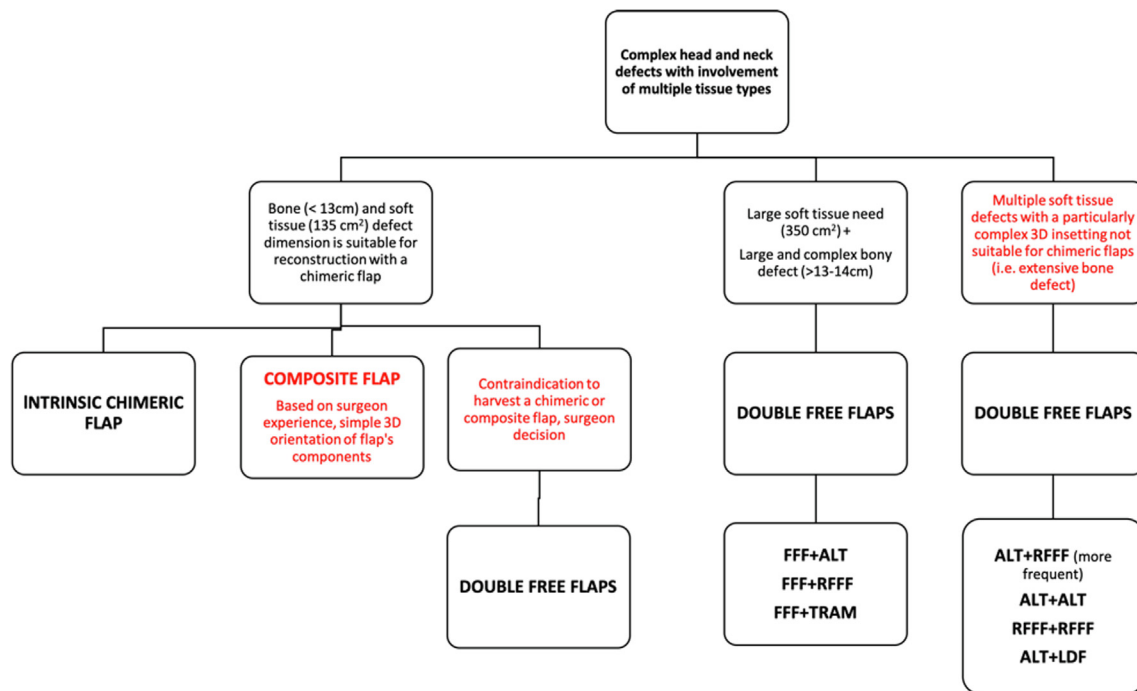 Complex head and neck
defects with involvement
of multiple tissue types
Bone (< 13cm) and soft
tissue (135 cm²) defect
dimension is suitable for
reconstruction with a
chimeric flap
Large soft tissue need
(350 cm²) +
Large and complex bony
defect (>13-14cm)
Multiple soft tissue
defects with a particularly
complex 3D insetting not
suitable for chimeric flaps
(i.e. extensive bone
defect)
INTRINSIC CHIMERIC
FLAP
COMPOSITE FLAP
Based on surgeon
experience, simple 3D
orientation of flap's
components
Contraindication to
harvest a chimeric or
composite flap, surgeon
decision
DOUBLE FREE FLAPS
DOUBLE FREE FLAPS
DOUBLE FREE FLAPS
FFF+ALT
FFF+RFFF
FFF+TRAM
ALT+RFFF (more
frequent)
ALT+ALT
RFFF+RFFF
ALT+LDF